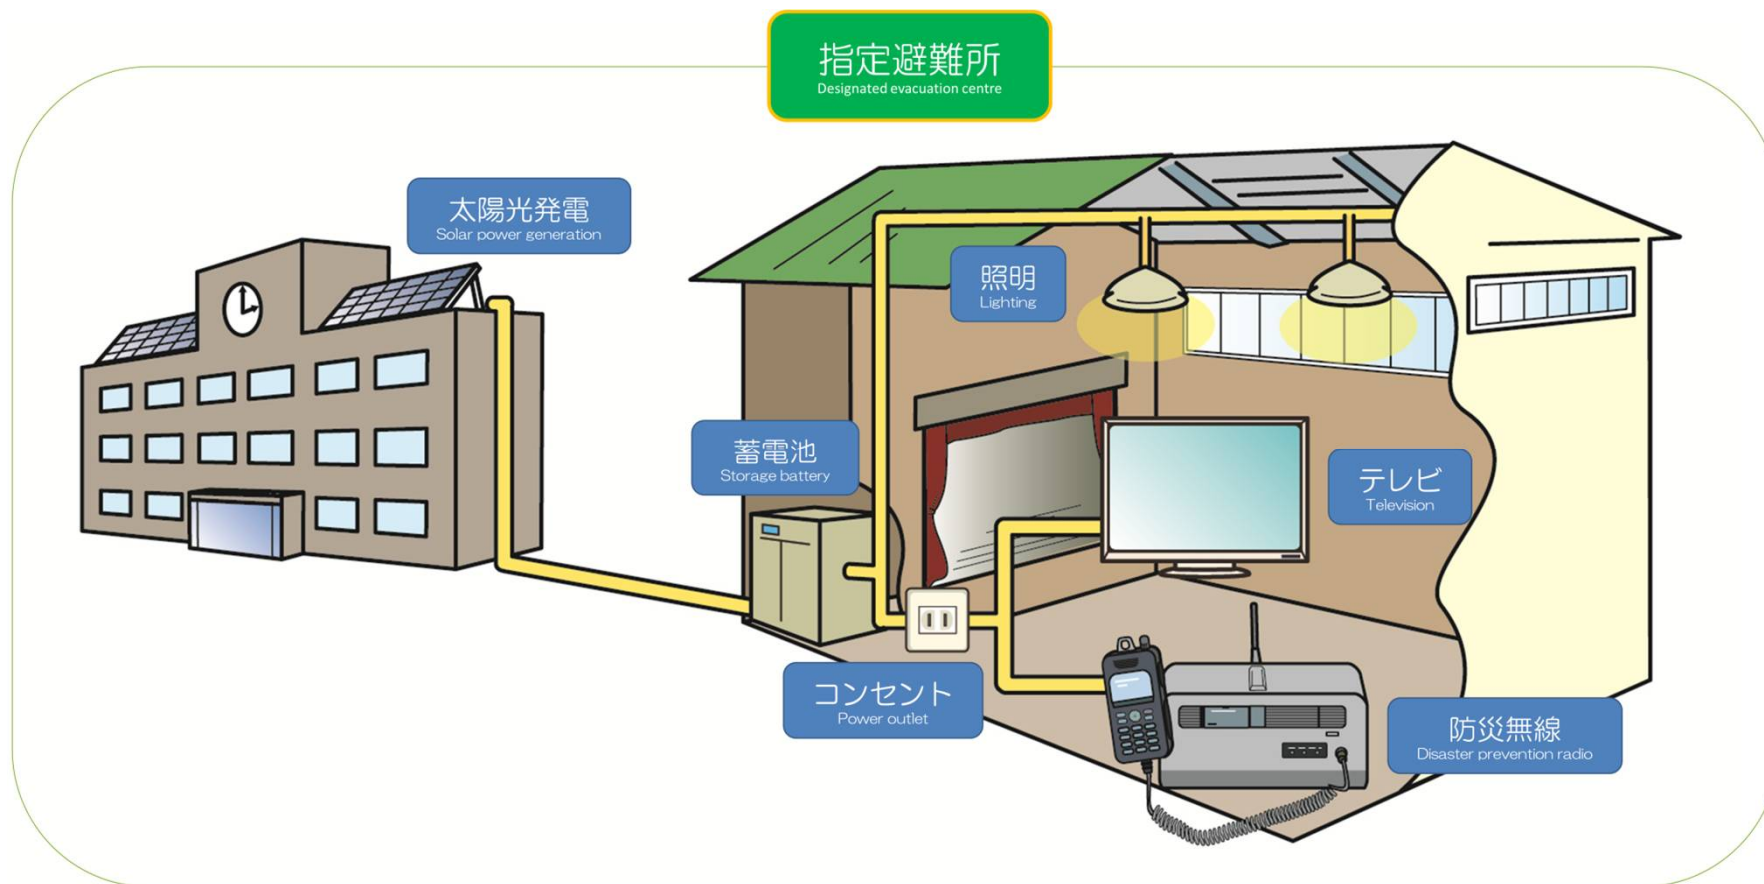 指定避難所
Designated evacuation centre
太陽光発電
Solar power generation
照明
Lighting
蓄電池
Storage battery
テレビ
Television
コンセント
Power outlet
防災無線
Disaster prevention radio